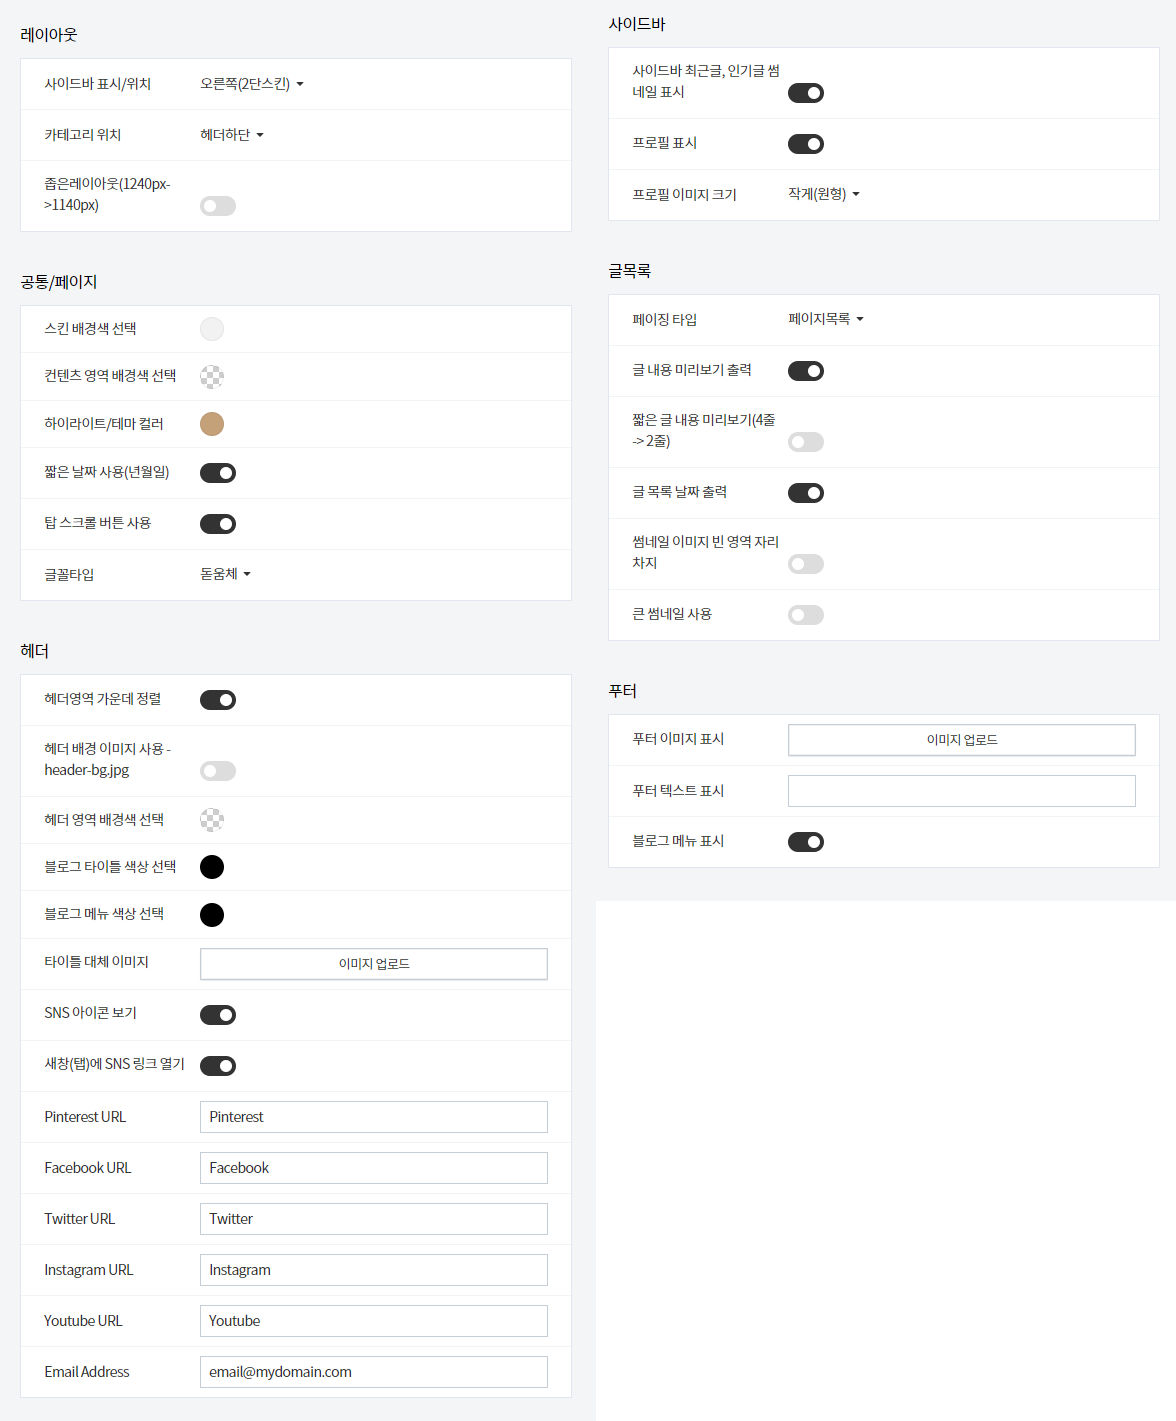 레이아웃
사이드바 표시/위치
오른쪽(2단스킨)
카테고리 위치
헤더하단
좁은레이아웃(1240px-
>1140px)
공통/페이지
스킨 배경색 선택
컨텐츠 영역 배경색 선택
하이라이트/테마 컬러
짧은 날짜 사용(년월일)
탑 스크롤 버튼 사용
글꼴타입
돋움체
헤더
헤더영역 가운데 정렬
헤더 배경 이미지 사용 -
header-bg.jpg
헤더 영역 배경색 선택
블로그 타이틀 색상 선택
블로그 메뉴 색상 선택
타이틀 대체 이미지
이미지 업로드
SNS 아이콘 보기
새창(탭)에 SNS 링크 열기
Pinterest URL
Pinterest
Facebook URL
Facebook
Twitter URL
Twitter
Instagram URL
Instagram
Youtube URL
Youtube
Email Address
email@mydomain.com
사이드바
사이드바 최근글, 인기글 썸
네일 표시
프로필 표시
프로필 이미지 크기
작게(원형)
글목록
페이징 타입
페이지목록
글 내용 미리보기 출력
짧은 글 내용 미리보기(4줄
-> 2줄)
글 목록 날짜 출력
썸네일 이미지 빈 영역 자리
차지
큰 썸네일 사용
푸터
푸터 이미지 표시
이미지 업로드
푸터 텍스트 표시
블로그 메뉴 표시